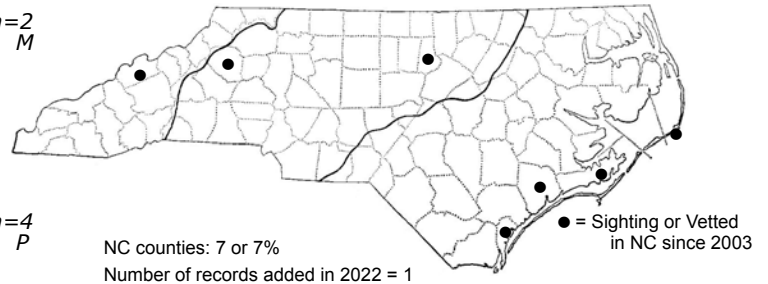 n=2
M
n=4
P
NC counties: 7 or 7%
Number of records added in 2022 = 1
● = Sighting or Vetted
in NC since 2003